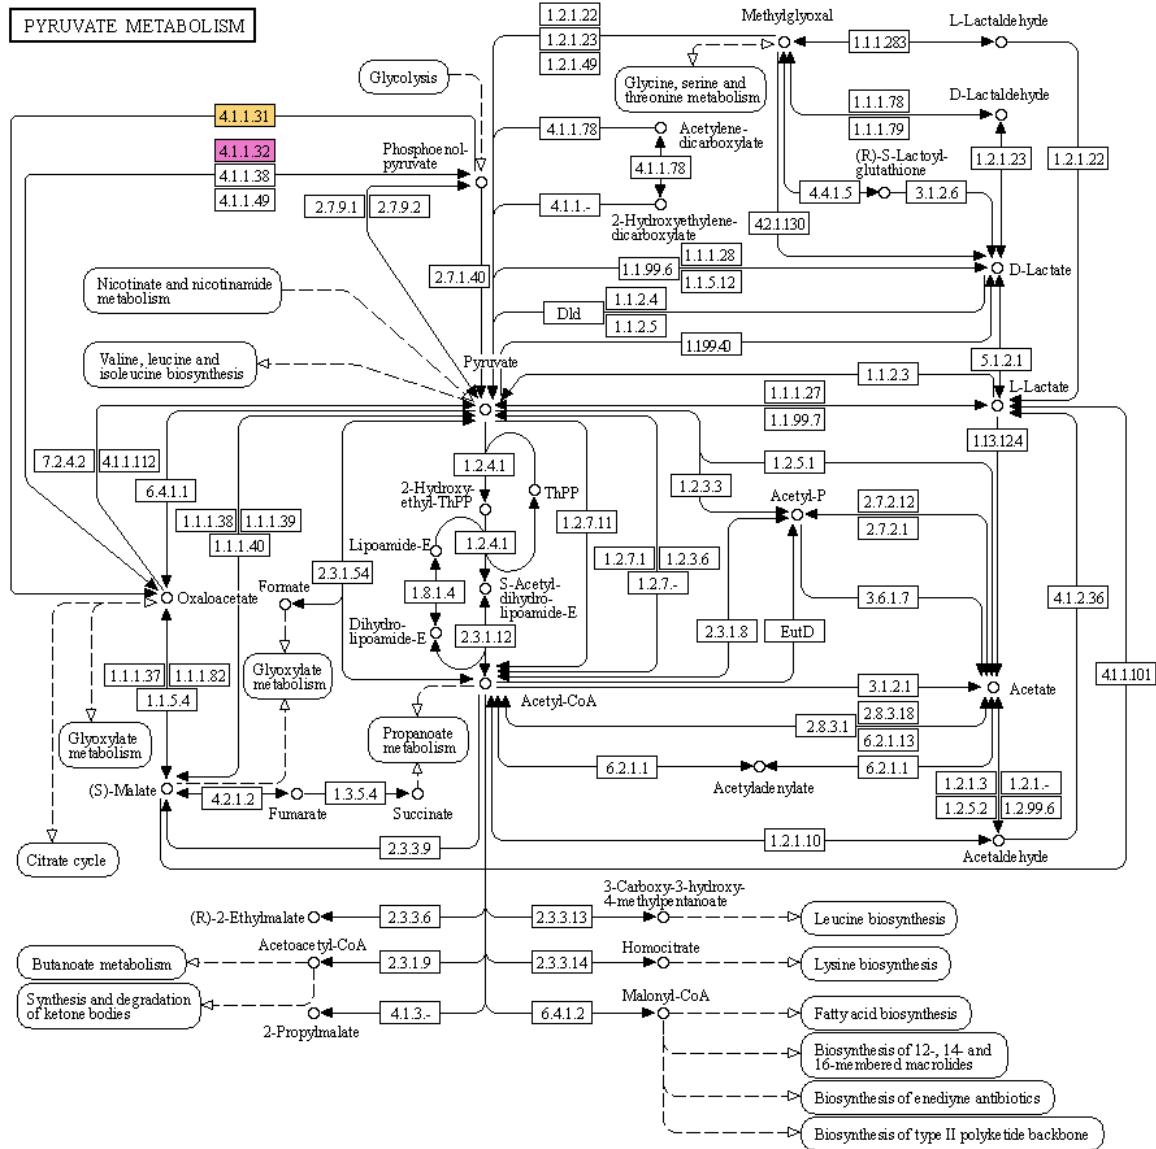 PYRUVATE METABOLISM
1.2.1.22
1.2.1.23
1.2.1.49
Methylglyoxal
1.1.1.283
L-Lactaldehyde
Glycolysis
Glycine, serine and
threonine metabolism
4.1.1.31
4.1.1.32
4.1.1.38
4.1.1.49
Phosphoenol-
pyruvate
4.1.1.78
Acetylene-
dicarboxylate
1.1.1.78
1.1.1.79
D-Lactaldehyde
(R)-S-Lactoyl-
glutathione
1.2.1.23
1.2.1.22
4.1.1.78
4.4.1.5
3.1.2.6
2.7.9.1
2.7.9.2
4.1.1.-
2-Hydroxyethylene-
dicarboxylate
4.2.1.130
2.7.1.40
1.1.99.6
1.1.1.28
1.1.5.12
D-Lactate
Nicotinate and nicotinamide
metabolism
Dld
1.1.2.4
1.1.2.5
1.1.99.40
Valine, leucine and
isoleucine biosynthesis
Pyruvate
5.1.2.1
1.1.2.3
L-Lactate
1.1.1.27
1.1.99.7
1.13.12.4
7.2.4.2
4.1.1.112
6.4.1.1
1.2.4.1
1.2.5.1
1.2.3.3
2-Hydroxy-
ethyl-ThPP
ThPP
Acetyl-P
2.7.2.12
2.7.2.1
1.1.1.38
1.1.1.39
1.1.1.40
1.2.7.11
Lipoamide-E
1.2.4.1
1.2.7.1
1.2.3.6
1.2.7.-
2.3.1.54
Formate
Oxaloacetate
1.8.1.4
S-Acetyl-
dihydro-
lipoamide-E
3.6.1.7
4.1.2.36
Dihydro-
lipoamide-E
2.3.1.12
2.3.1.8
EutD
1.1.1.37
1.1.1.82
1.1.5.4
Glyoxylate
metabolism
4.1.1.101
Acetyl-CoA
3.1.2.1
Acetate
Glyoxylate
metabolism
Propanoate
metabolism
2.8.3.1
2.8.3.18
6.2.1.13
6.2.1.1
6.2.1.1
Acetyladenylate
(S)-Malate
4.2.1.2
Fumarate
1.3.5.4
Succinate
1.2.1.3
1.2.1.-
1.2.5.2
1.2.99.6
2.3.3.9
1.2.1.10
Acetaldehyde
Citrate cycle
(R)-2-Ethylmalate
2.3.3.6
2.3.3.13
3-Carboxy-3-hydroxy-
4-methylpentanoate
Leucine biosynthesis
Acetoacetyl-CoA
Butanoate metabolism
2.3.1.9
2.3.3.14
Homocitrate
Lysine biosynthesis
Synthesis and degradation
of ketone bodies
2-Propylmalate
4.1.3.-
6.4.1.2
Malonyl-CoA
Fatty acid biosynthesis
Biosynthesis of 12-, 14- and
16-membered macrolides
Biosynthesis of enediyne antibiotics
Biosynthesis of type II polyketide backbone